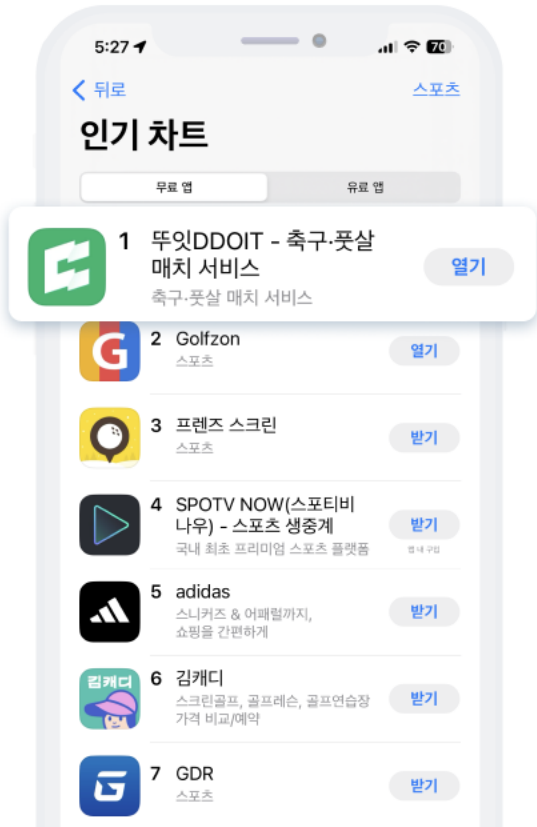 5:27
70
뒤로
스포츠
인기 차트
무료 앱
유료 앱
1
뚜잇DDOIT - 축구·풋살
매치 서비스
축구·풋살 매치 서비스
열기
G
2
Golfzon
스포츠
열기
3
프렌즈 스크린
스포츠
받기
4
SPOTV NOW(스포티비
나우) - 스포츠 생중계
국내 최초 프리미엄 스포츠 플랫폼
받기
앱 내 구입
5
adidas
스니커즈 & 어패럴까지,
쇼핑을 간편하게
받기
김캐디
6
김캐디
스크린골프, 골프레슨, 골프연습장
가격 비교/예약
받기
G
7
GDR
스포츠
받기